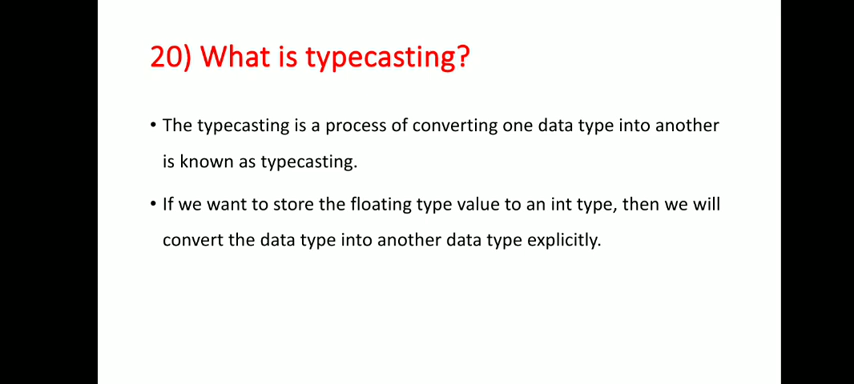 20) What is typecasting?
• The typecasting is a process of converting one data type into another
is known as typecasting.
• If we want to store the floating type value to an int type, then we will
convert the data type into another data type explicitly.